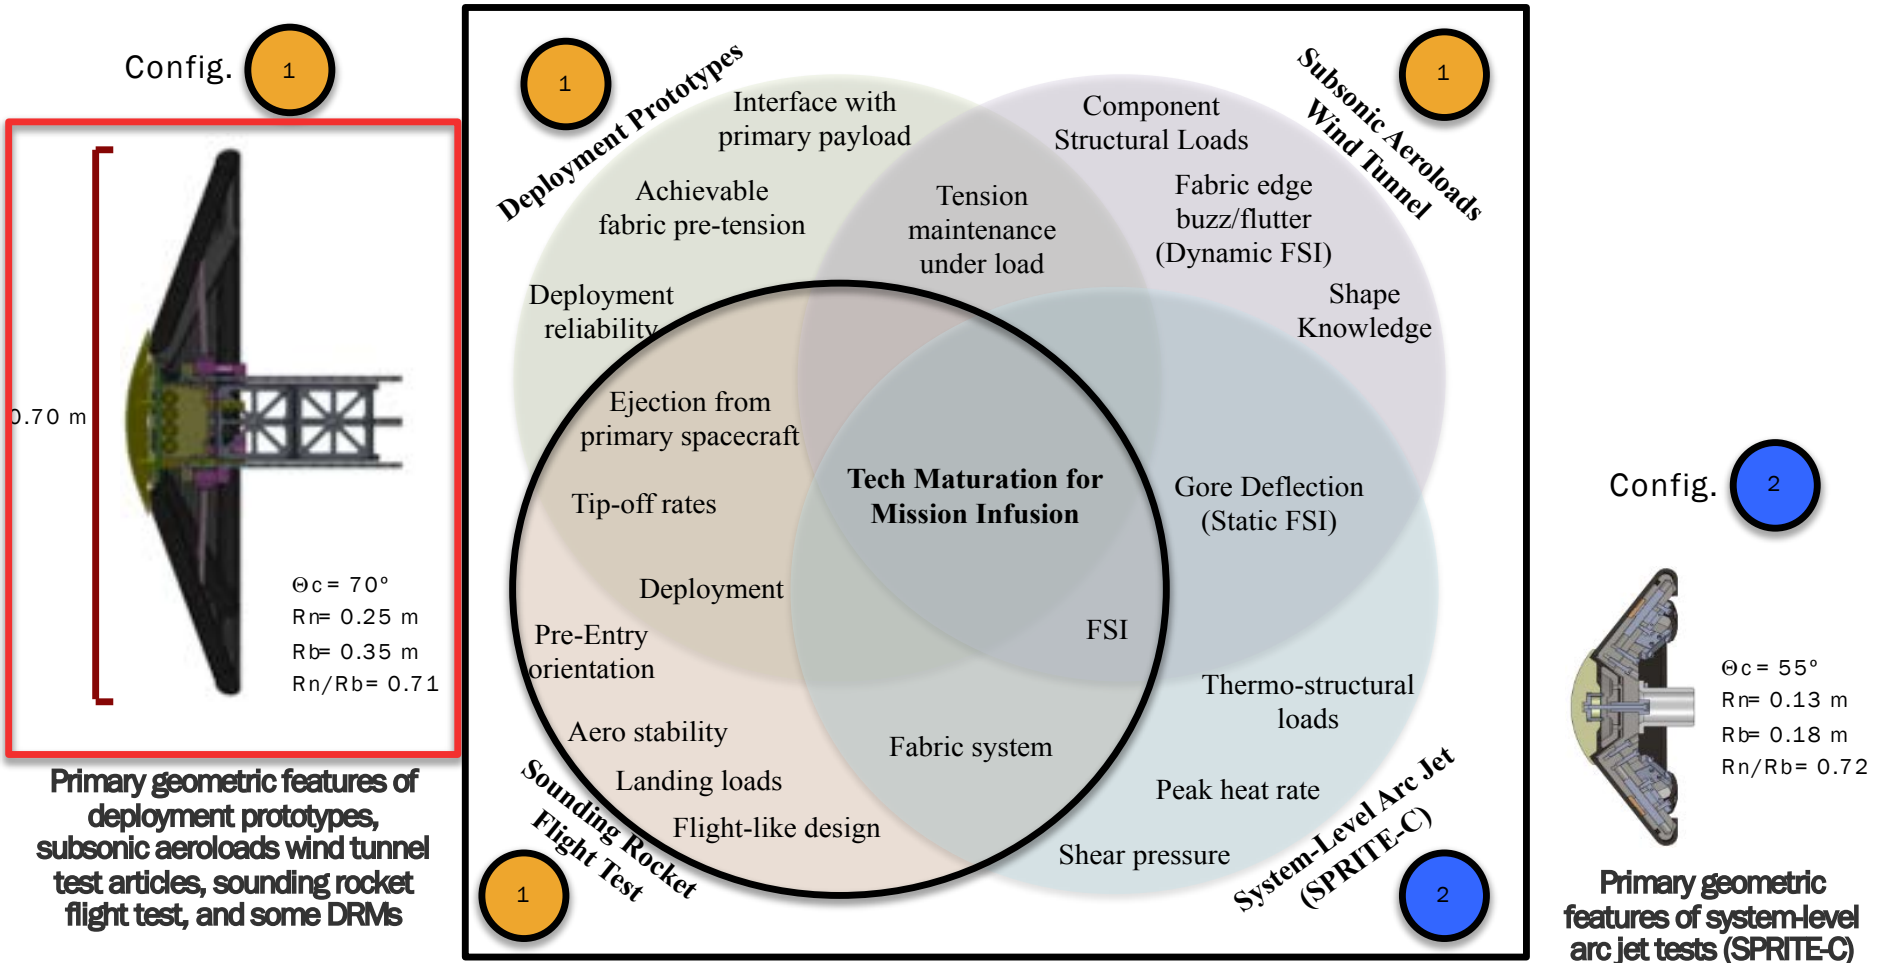 Config.
1
0.70 m
Θc= 70°
Rn= 0.25 m
Rb= 0.35 m
Rn/Rb= 0.71
Primary geometric features of
deployment prototypes,
subsonic aeroloads wind tunnel
test articles, sounding rocket
flight test, and some DRMs
1
Deployment Prototypes
Interface with
primary payload
Achievable
fabric pre-tension
Deployment
reliability
Tension
maintenance
under load
Component
Structural Loads
Fabric edge
buzz/flutter
(Dynamic FSI)
Shape
Knowledge
Subsonic Aeroloads
Wind Tunnel
1
Ejection from
primary spacecraft
Tip-off rates
Deployment
Pre-Entry
orientation
Aero stability
Landing loads
Flight-like design
Sounding Rocket
Flight Test
1
Tech Maturation for
Mission Infusion
Gore Deflection
(Static FSI)
FSI
Fabric system
Thermo-structural
loads
Peak heat rate
Shear pressure
System-Level Arc Jet
(SPRITE-C)
2
Config.
2
Θc= 55°
Rn= 0.13 m
Rb= 0.18 m
Rn/Rb= 0.72
Primary geometric
features of system-level
arc jet tests (SPRITE-C)